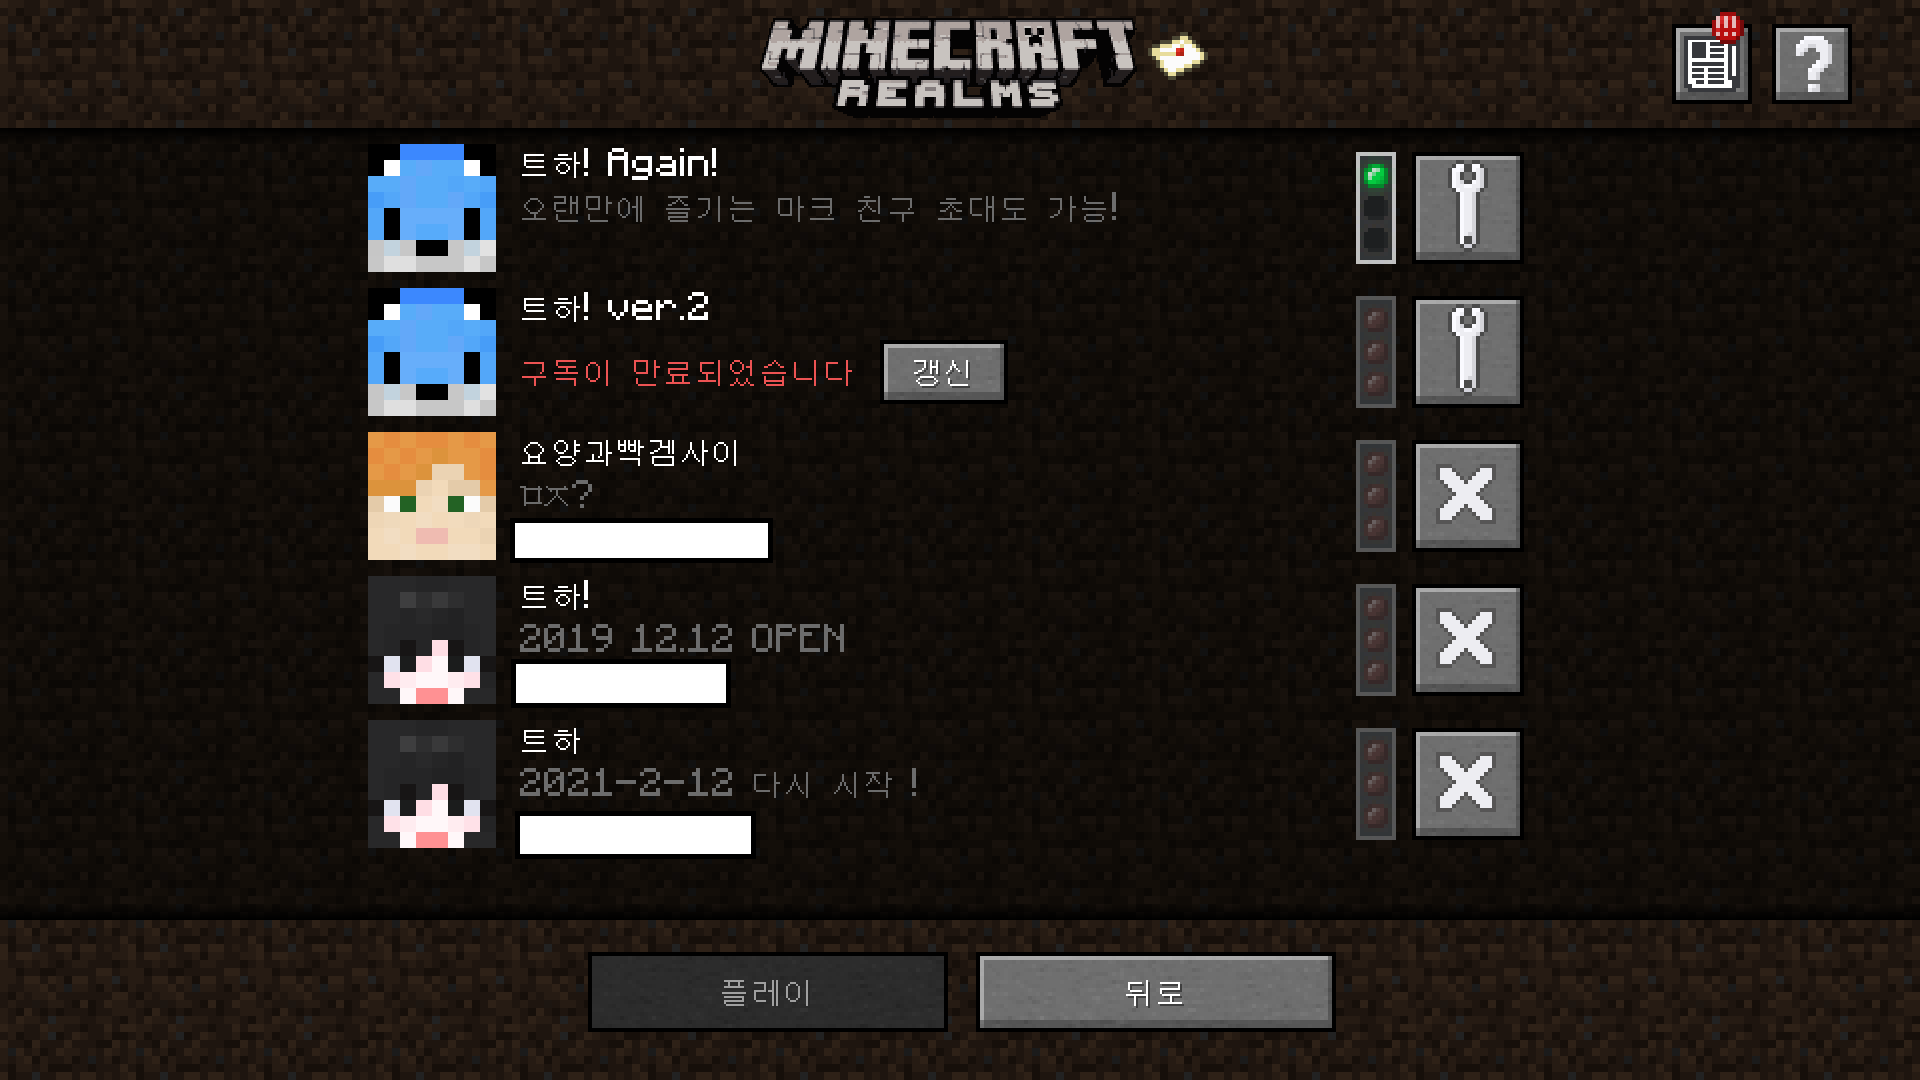 MINECRAFT
REALMS
트하! Again!
오랜만에 즐기는 마크 친구 초대도 가능!
트하! ver.2
구독이 만료되었습니다
갱신
요양과빡겜사이
ㅁㅈ?
트하!
2019 12.12 OPEN
트하
2021-2-12 다시 시작 !
플레이
뒤로